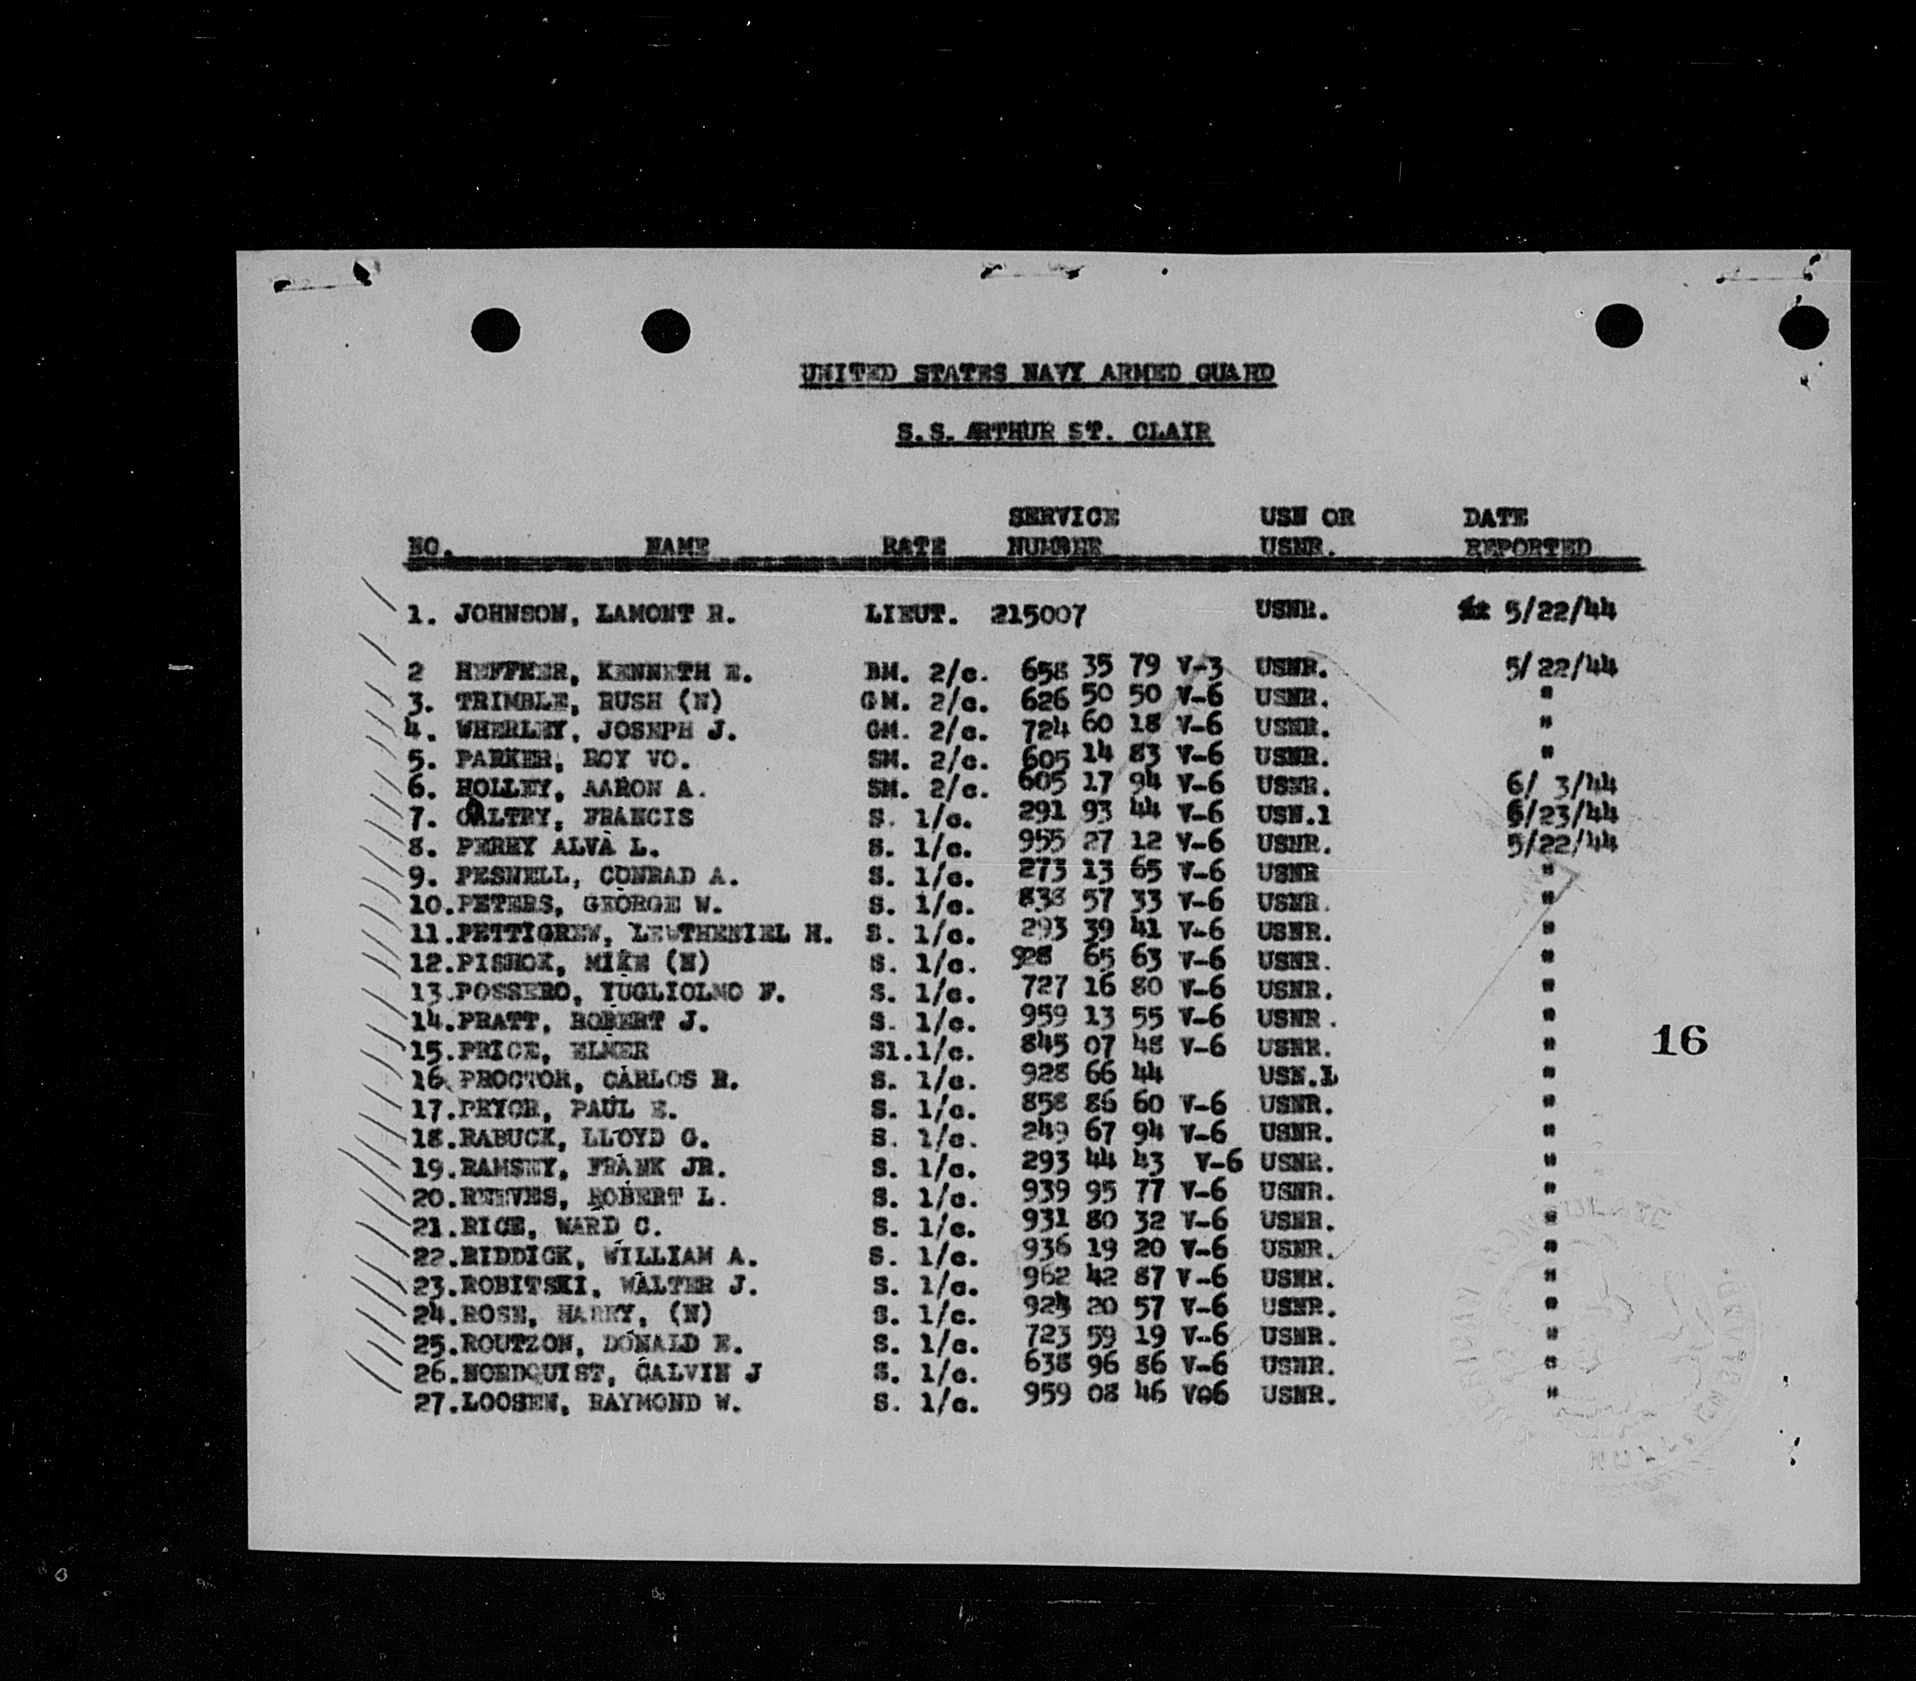 UNITED STATES NAVY ARMED GUARD
S.S. ARTHUR ST. CLAIR
SERVICE USN OR DATE
NO. NAME RATE NUMBER USNR. REPORTED
1. JOHNSON, LAMONT R. LIEUT. 215007 USNR. 5/22/44
2 HEFFNER, KENNETH E. BM. 2/c. 658 35 79 V-3 USNR. 5/22/44
3. TRIMBLE, RUSH (N) GM. 2/c. 626 50 50 V-6 USNR. "
4. WHERLEY, JOSEPH J. GM. 2/c. 724 60 18 V-6 USNR. "
5. PARKER, ROY VO. SM. 2/c. 605 14 83 V-6 USNR. "
6. HOLLEY, AARON A. SM. 2/c. 605 17 94 V-6 USNR. 6/ 3/44
7. CALTRY, FRANCIS S. 1/c. 291 93 44 V-6 USN.1 6/23/44
8. PERRY ALVA L. S. 1/c. 955 27 12 V-6 USNR. 5/22/44
9. PESNELL, CONRAD A. S. 1/c. 273 13 65 V-6 USNR "
10.PETERS, GEORGE W. S. 1/c. 838 57 33 V-6 USNR. "
11.PETTIGREW, LEWTHENIEL H. S. 1/c. 293 39 41 V-6 USNR. "
12.PISHOK, MIKE (N) S. 1/c. 928 65 63 V-6 USNR. "
13.POSSERO, YUGLIOLMO F. S. 1/c. 727 16 80 V-6 USNR. "
14.PRATT, ROBERT J. S. 1/c. 959 13 55 V-6 USNR. "
15.PRICE, ELMER S1.1/c. 845 07 48 V-6 USNR. "
16
16.PROCTOR, CARLOS R. S. 1/c. 928 66 44 USN.1 "
17.PRYOR, PAUL E. S. 1/c. 858 86 60 V-6 USNR. "
18.RABUCK, LLOYD G. S. 1/c. 249 67 94 V-6 USNR. "
19.RAMSEY, FRANK JR. S. 1/c. 293 44 43 V-6 USNR. "
20.REEVES, ROBERT L. S. 1/c. 939 95 77 V-6 USNR. "
21.RICE, WARD C. S. 1/c. 931 80 32 V-6 USNR. "
22.RIDDICK, WILLIAM A. S. 1/c. 936 19 20 V-6 USNR. "
23.ROBITSKI, WALTER J. S. 1/c. 962 42 87 V-6 USNR. "
24.ROSE, HARRY, (N) S. 1/c. 20 57 V-6 USNR. "
25.ROUTZON, DONALD E. S. 1/c. 723 59 19 V-6 USNR. "
26.NORDQUIST, CALVIN J S. 1/c. 638 96 86 V-6 USNR. "
27.LOOSEN, RAYMOND W. S. 1/c. 959 08 46 V06 USNR. "